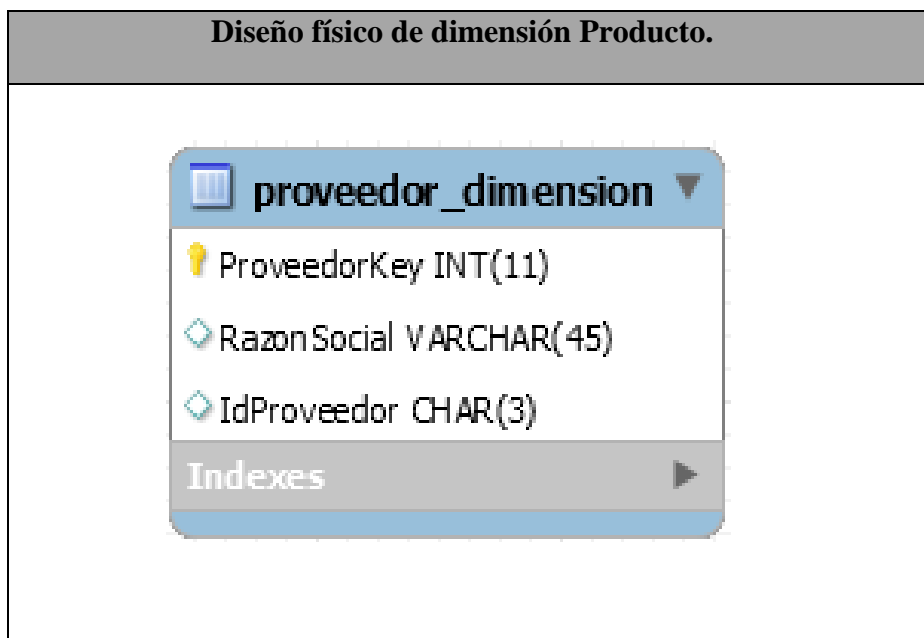 Diseño físico de dimensión Producto.
proveedor_dimension
ProveedorKey INT(11)
RazonSocial VARCHAR(45)
IdProveedor CHAR(3)
Indexes